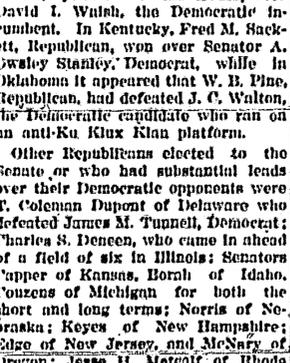 David I. Walsh, the Democratic in-
cumbent. In Kentucky, Fred M. Sack-
ett, Republican, won over Senator A.
Owsley Stanley, Democrat, while in
Oklahoma it appeared that W. B. Pine,
Republican, had defeated J. C. Walton,
the Democratic candidate who ran on
an anti-Ku Klux Klan platform.
Other Republicans elected to the
Senate or who had substantial leads
over their Democratic opponents were
T. Coleman Dupont of Delaware who
defeated James M. Tunnell, Democrat;
Charles S. Deneen, who came in ahead
of a field of six in Illinois; Senators
Capper of Kansas, Borah of Idaho,
Couzens of Michigan for both the
short and long terms; Norris of Ne-
braska; Keyes of New Hampshire;
Edge of New Jersey, and McNary of
Oregon; Jesse Metcalf of Rhode